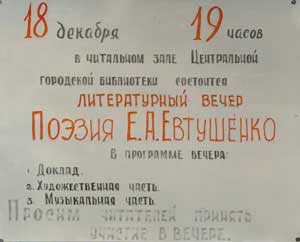 18 декабря 19 часов
в читальном зале Центральной
городской библиотеки состоится
литературный вечер
Поэзия Е.А.Евтушенко
В программе вечера:
1. Доклад.
2. Художественная часть.
3. Музыкальная часть.
Просим читателей принять
участие в вечере.